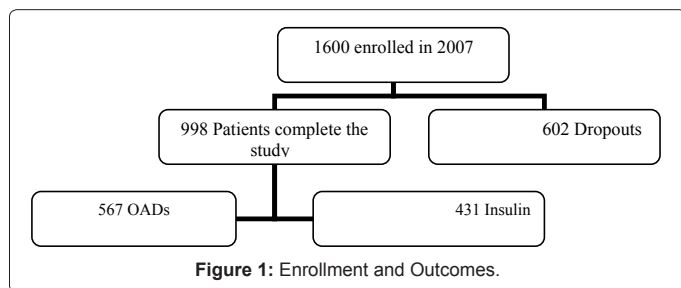 1600 enrolled in 2007
998 Patients complete the
study
602 Dropouts
567 OADs
431 Insulin
Figure 1: Enrollment and Outcomes.